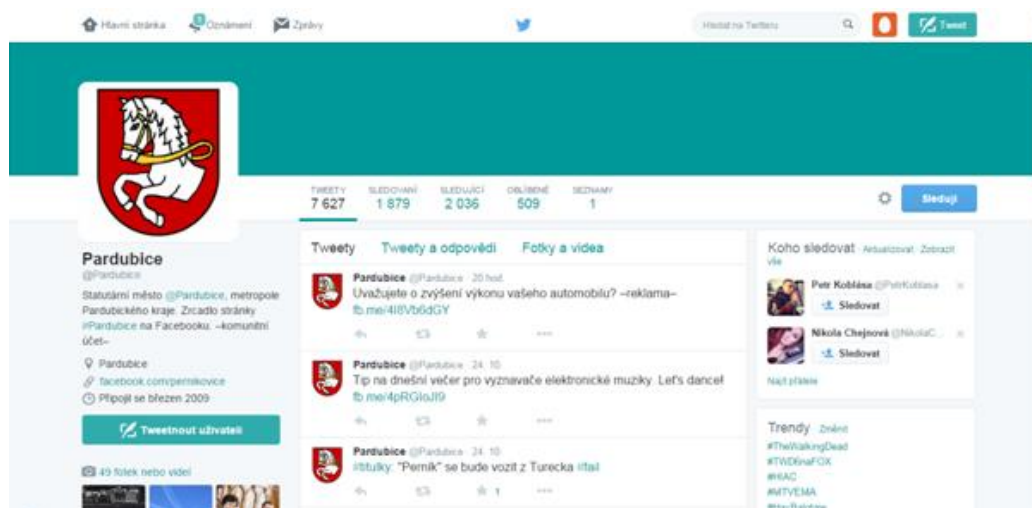 Hlavní stránka
Oznámení
Zprávy
Hledat na Twitteru
Tweet
TWEETY
SLEDOVANÍ
SLEDUJÍCÍ
OBLÍBENÉ
SEZNAMY
7 627
1 879
2 036
509
1
Sleduji
Pardubice
@Pardubice
Statutární město @Pardubice, metropole
Pardubického kraje. Zrcadlo stránky
#Pardubice na Facebooku. –komunitní
účet–
Pardubice
facebook.com/pernikovice
Připojil se březen 2009
Tweetnout uživateli
49 fotek nebo videí
Tweety
Tweety a odpovědi
Fotky a videa
Pardubice @Pardubice · 20 hod.
Uvažujete o zvýšení výkonu vašeho automobilu? –reklama–
fb.me/4I8Vb6dGY
Pardubice @Pardubice · 24. 10.
Tip na dnešní večer pro vyznavače elektronické muziky. Let's dance!
fb.me/4pRGIoJI9
Pardubice @Pardubice · 24. 10.
#titulky: "Perník" se bude vozit z Turecka #fail
1
Koho sledovat · Aktualizovat · Zobrazit
vše
Petr Koblása @PetrKoblasa
Sledovat
Nikola Chejnová @NikolaC...
Sledovat
Najít přátele
Trendy · Změnit
#TheWalkingDead
#TWD6naFOX
#HIAC
#MTVEMA